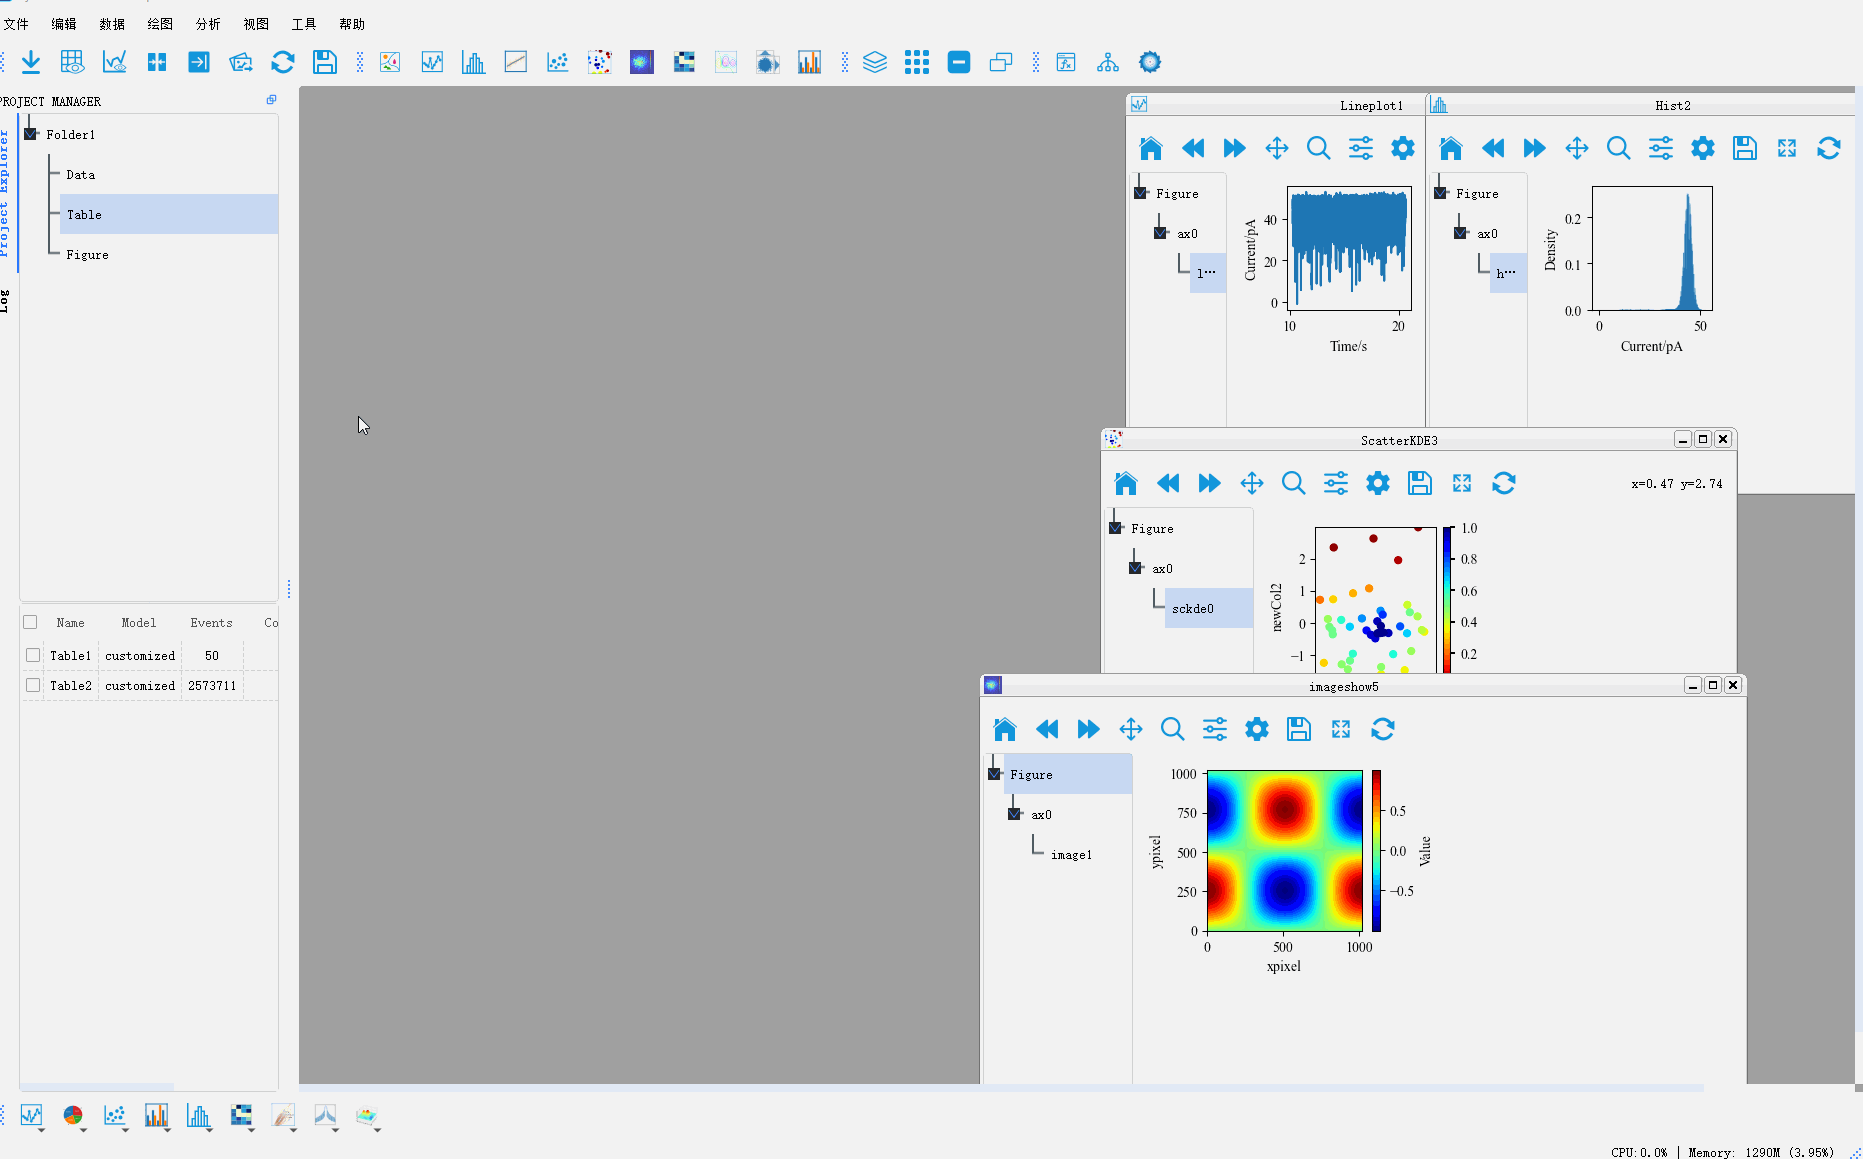 文件 编辑 数据 绘图 分析 视图 工具 帮助
PROJECT MANAGER
Project Explorer
Log
Folder1
Data
Table
Figure
Name Model Events Co
Table1 customized 50
Table2 customized 2573711
Lineplot1
Figure
ax0
l...
Current/pA
40
20
0
10 20
Time/s
Hist2
Figure
ax0
h...
Density
0.2
0.1
0.0
0 50
Current/pA
ScatterKDE3
x=0.47 y=2.74
Figure
ax0
sckde0
newCol2
2
1
0
−1
1.0
0.8
0.6
0.4
0.2
imageshow5
Figure
ax0
image1
ypixel
1000
750
500
250
0
0 500 1000
xpixel
0.5
0.0
−0.5
Value
CPU:0.0% | Memory: 1290M (3.95%)